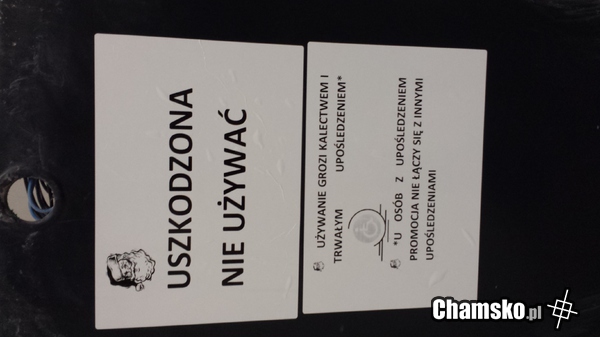 USZKODZONA
NIE UŻYWAĆ
UŻYWANIE GROZI KALECTWEM I
TRWAŁYM UPOŚLEDZENIEM*
*U OSÓB Z UPOŚLEDZENIEM
PROMOCJA NIE ŁĄCZY SIĘ Z INNYMI
UPOŚLEDZENIAMI
Chamsko.pl